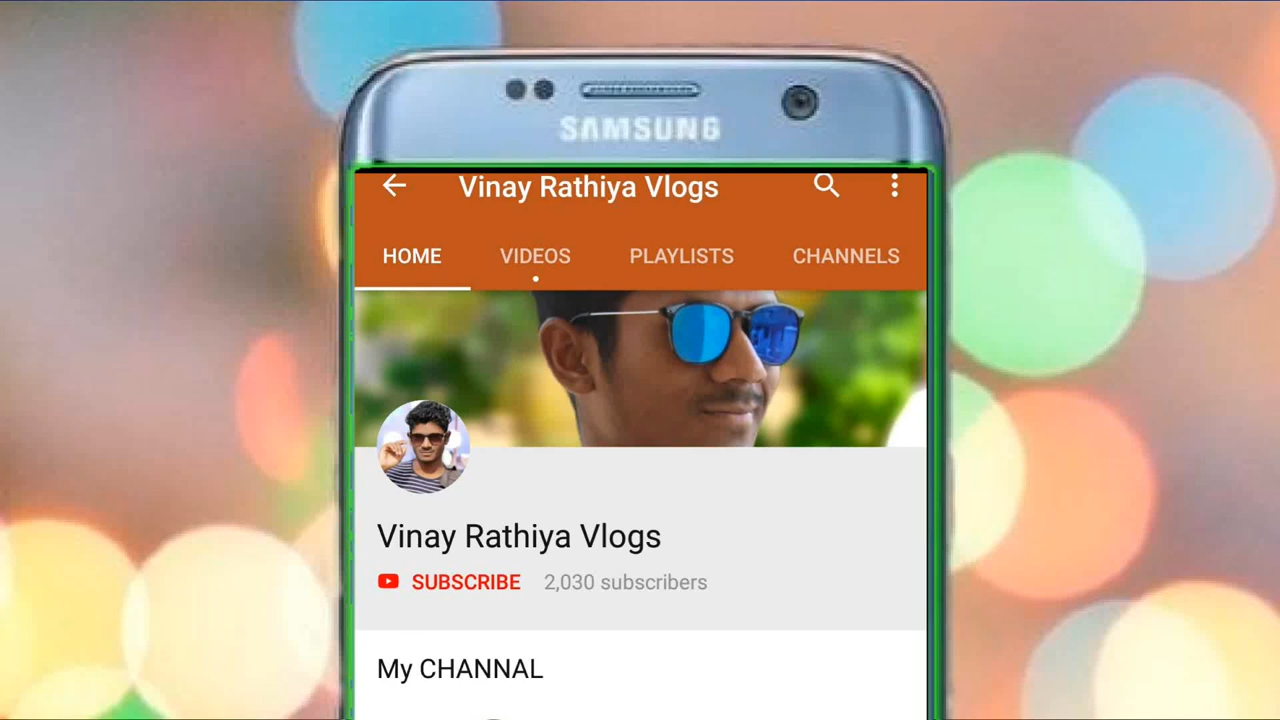 SAMSUNG
Vinay Rathiya Vlogs
HOME VIDEOS PLAYLISTS CHANNELS
Vinay Rathiya Vlogs
SUBSCRIBE 2,030 subscribers
My CHANNAL